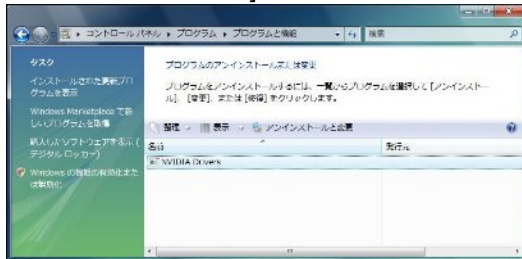 コントロール パネル ▸ プログラム ▸ プログラムと機能
検索
タスク
インストールされた更新プログラムを表示
Windows Marketplace で新しいプログラムを取得
購入したソフトウェアを表示 (デジタル ロッカー)
Windows の機能の有効化または無効化
プログラムのアンインストールまたは変更
プログラムをアンインストールするには、一覧からプログラムを選択して [アンインストール]、[変更]、または [修復] をクリックします。
整理
表示
アンインストールと変更
名前
発行元
NVIDIA Drivers